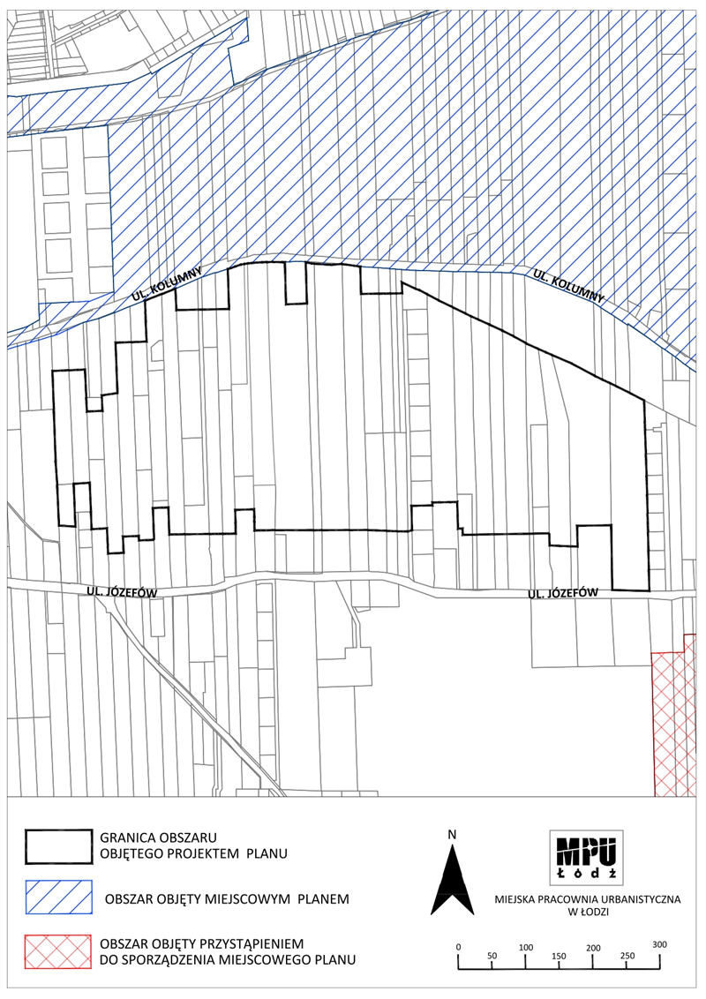 UL. KOLUMNY
UL. KOLUMNY
UL. JÓZEFÓW
UL. JÓZEFÓW
GRANICA OBSZARU
OBJĘTEGO PROJEKTEM PLANU
OBSZAR OBJĘTY MIEJSCOWYM PLANEM
OBSZAR OBJĘTY PRZYSTĄPIENIEM
DO SPORZĄDZENIA MIEJSCOWEGO PLANU
N
MPU
Łódź
MIEJSKA PRACOWNIA URBANISTYCZNA
W ŁODZI
0 50 100 150 200 250 300